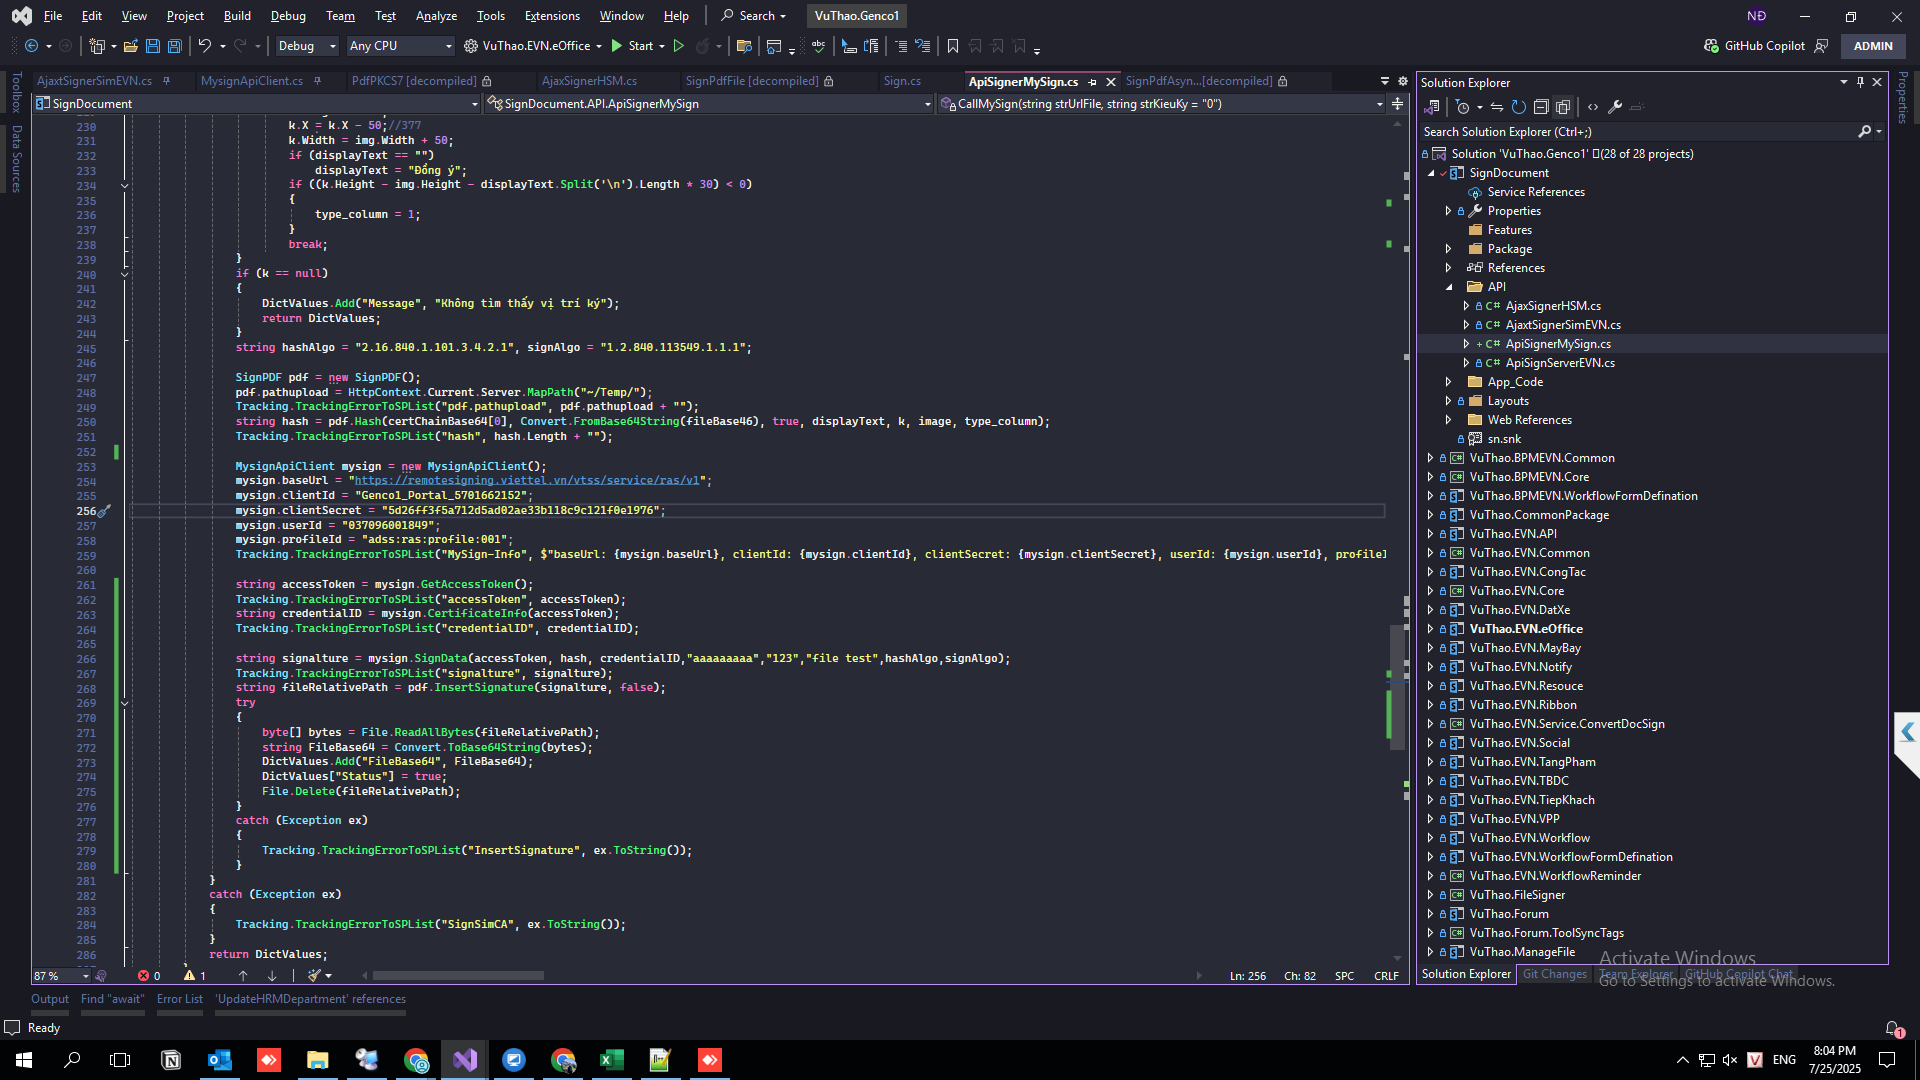 File Edit View Project Build Debug Team Test Analyze Tools Extensions Window Help Search VuThao.Genco1 NĐ
Debug Any CPU VuThao.EVN.eOffice Start GitHub Copilot ADMIN
Toolbox
Data Sources
AjaxtSignerSimEVN.cs MysignApiClient.cs PdfPKCS7 [decompiled] AjaxSignerHSM.cs SignPdfFile [decompiled] Sign.cs ApiSignerMySign.cs SignPdfAsyn...[decompiled]
SignDocument SignDocument.API.ApiSignerMySign CallMySign(string strUrlFile, string strKieuKy = "0")
230 k.X = k.X - 50;//377
231 k.Width = img.Width + 50;
232 if (displayText == "")
233 displayText = "Đồng ý";
234 if ((k.Height - img.Height - displayText.Split('\n').Length * 30) < 0)
235 {
236 type_column = 1;
237 }
238 break;
239 }
240 if (k == null)
241 {
242 DictValues.Add("Message", "Không tìm thấy vị trí ký");
243 return DictValues;
244 }
245 string hashAlgo = "2.16.840.1.101.3.4.2.1", signAlgo = "1.2.840.113549.1.1.1";
246
247 SignPDF pdf = new SignPDF();
248 pdf.pathupload = HttpContext.Current.Server.MapPath("~/Temp/");
249 Tracking.TrackingErrorToSPList("pdf.pathupload", pdf.pathupload + "");
250 string hash = pdf.Hash(certChainBase64[0], Convert.FromBase64String(fileBase46), true, displayText, k, image, type_column);
251 Tracking.TrackingErrorToSPList("hash", hash.Length + "");
252
253 MysignApiClient mysign = new MysignApiClient();
254 mysign.baseUrl = "https://remotesigning.viettel.vn/vtss/service/ras/v1";
255 mysign.clientId = "Genco1_Portal_5701662152";
256 mysign.clientSecret = "5d26ff3f5a712d5ad02ae33b118c9c121f0e1976";
257 mysign.userId = "037096001849";
258 mysign.profileId = "adss:ras:profile:001";
259 Tracking.TrackingErrorToSPList("MySign-Info", $"baseUrl: {mysign.baseUrl}, clientId: {mysign.clientId}, clientSecret: {mysign.clientSecret}, userId: {mysign.userId}, profileI
260
261 string accessToken = mysign.GetAccessToken();
262 Tracking.TrackingErrorToSPList("accessToken", accessToken);
263 string credentialID = mysign.CertificateInfo(accessToken);
264 Tracking.TrackingErrorToSPList("credentialID", credentialID);
265
266 string signalture = mysign.SignData(accessToken, hash, credentialID,"aaaaaaaaa","123","file test",hashAlgo,signAlgo);
267 Tracking.TrackingErrorToSPList("signalture", signalture);
268 string fileRelativePath = pdf.InsertSignature(signalture, false);
269 try
270 {
271 byte[] bytes = File.ReadAllBytes(fileRelativePath);
272 string FileBase64 = Convert.ToBase64String(bytes);
273 DictValues.Add("FileBase64", FileBase64);
274 DictValues["Status"] = true;
275 File.Delete(fileRelativePath);
276 }
277 catch (Exception ex)
278 {
279 Tracking.TrackingErrorToSPList("InsertSignature", ex.ToString());
280 }
281 }
282 catch (Exception ex)
283 {
284 Tracking.TrackingErrorToSPList("SignSimCA", ex.ToString());
285 }
286 return DictValues;
87 % 0 1 Ln: 256 Ch: 82 SPC CRLF
Output Find "await" Error List 'UpdateHRMDepartment' references
Ready
Solution Explorer
Search Solution Explorer (Ctrl+;)
Solution 'VuThao.Genco1' (28 of 28 projects)
SignDocument
Service References
Properties
Features
Package
References
API
AjaxSignerHSM.cs
AjaxtSignerSimEVN.cs
ApiSignerMySign.cs
ApiSignServerEVN.cs
App_Code
Layouts
Web References
sn.snk
VuThao.BPMEVN.Common
VuThao.BPMEVN.Core
VuThao.BPMEVN.WorkflowFormDefination
VuThao.CommonPackage
VuThao.EVN.API
VuThao.EVN.Common
VuThao.EVN.CongTac
VuThao.EVN.Core
VuThao.EVN.DatXe
VuThao.EVN.eOffice
VuThao.EVN.MayBay
VuThao.EVN.Notify
VuThao.EVN.Resouce
VuThao.EVN.Ribbon
VuThao.EVN.Service.ConvertDocSign
VuThao.EVN.Social
VuThao.EVN.TangPham
VuThao.EVN.TBDC
VuThao.EVN.TiepKhach
VuThao.EVN.VPP
VuThao.EVN.Workflow
VuThao.EVN.WorkflowFormDefination
VuThao.EVN.WorkflowReminder
VuThao.FileSigner
VuThao.Forum
VuThao.Forum.ToolSyncTags
VuThao.ManageFile
Solution Explorer Git Changes Team Explorer GitHub Copilot Chat
Properties
Activate Windows
Go to Settings to activate Windows.
1
ENG
8:04 PM
7/25/2025